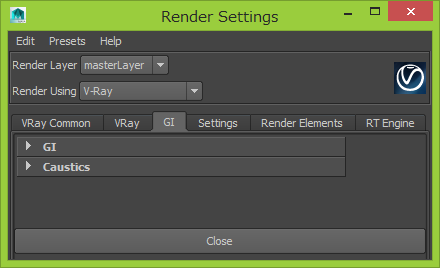 Render Settings
Edit Presets Help
Render Layer masterLayer
Render Using V-Ray
VRay Common VRay GI Settings Render Elements RT Engine
GI
Caustics
Close